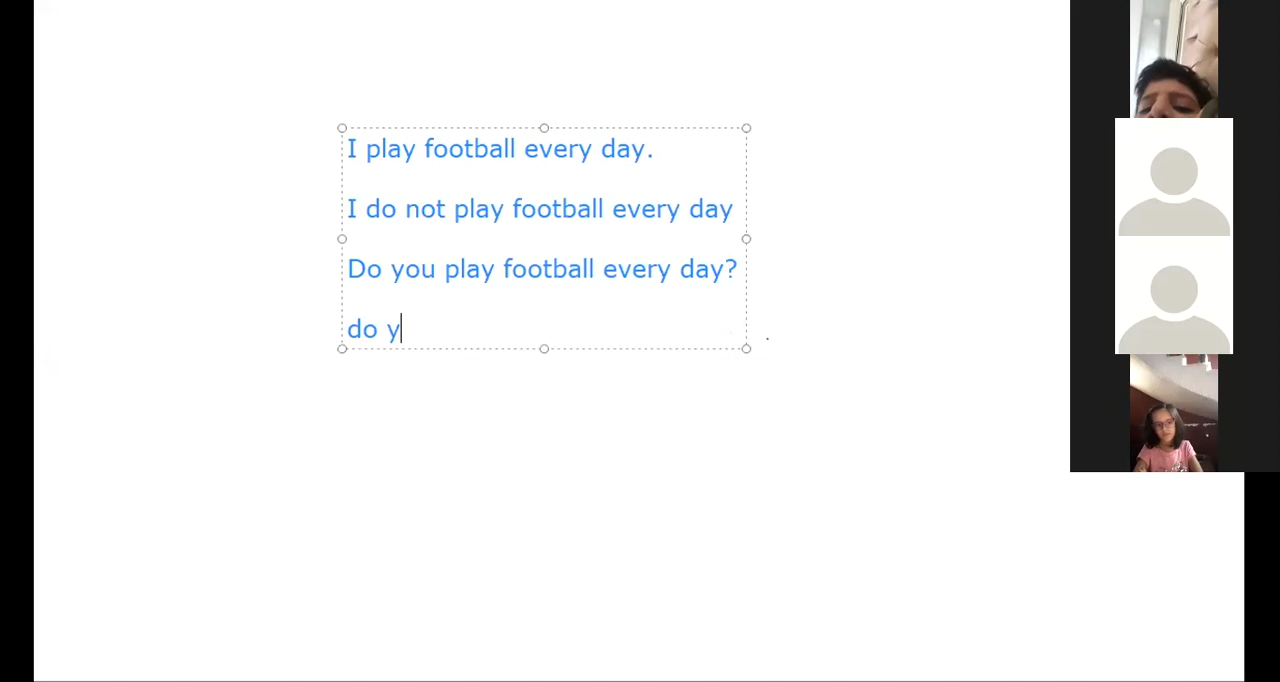 I play football every day.
I do not play football every day
Do you play football every day?
do y